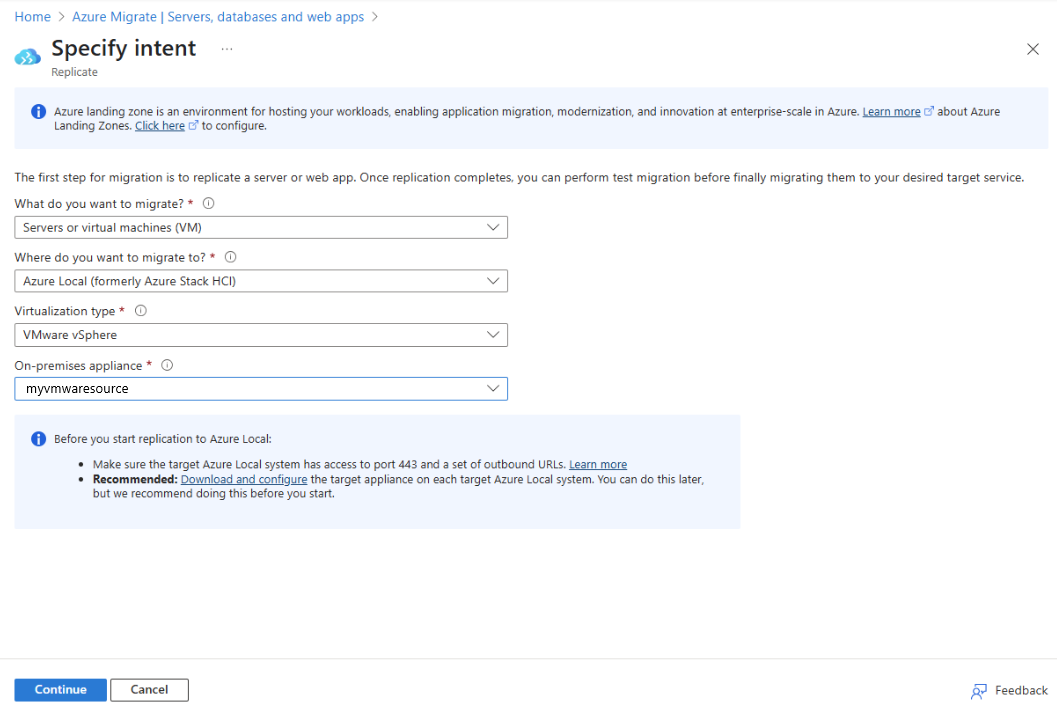 Home > Azure Migrate | Servers, databases and web apps >
Specify intent ...
Replicate
Azure landing zone is an environment for hosting your workloads, enabling application migration, modernization, and innovation at enterprise-scale in Azure. Learn more about Azure
Landing Zones. Click here to configure.
The first step for migration is to replicate a server or web app. Once replication completes, you can perform test migration before finally migrating them to your desired target service.
What do you want to migrate? *
Servers or virtual machines (VM)
Where do you want to migrate to? *
Azure Local (formerly Azure Stack HCI)
Virtualization type *
VMware vSphere
On-premises appliance *
myvmwaresource
Before you start replication to Azure Local:
• Make sure the target Azure Local system has access to port 443 and a set of outbound URLs. Learn more
• Recommended: Download and configure the target appliance on each target Azure Local system. You can do this later,
but we recommend doing this before you start.
Continue Cancel
Feedback